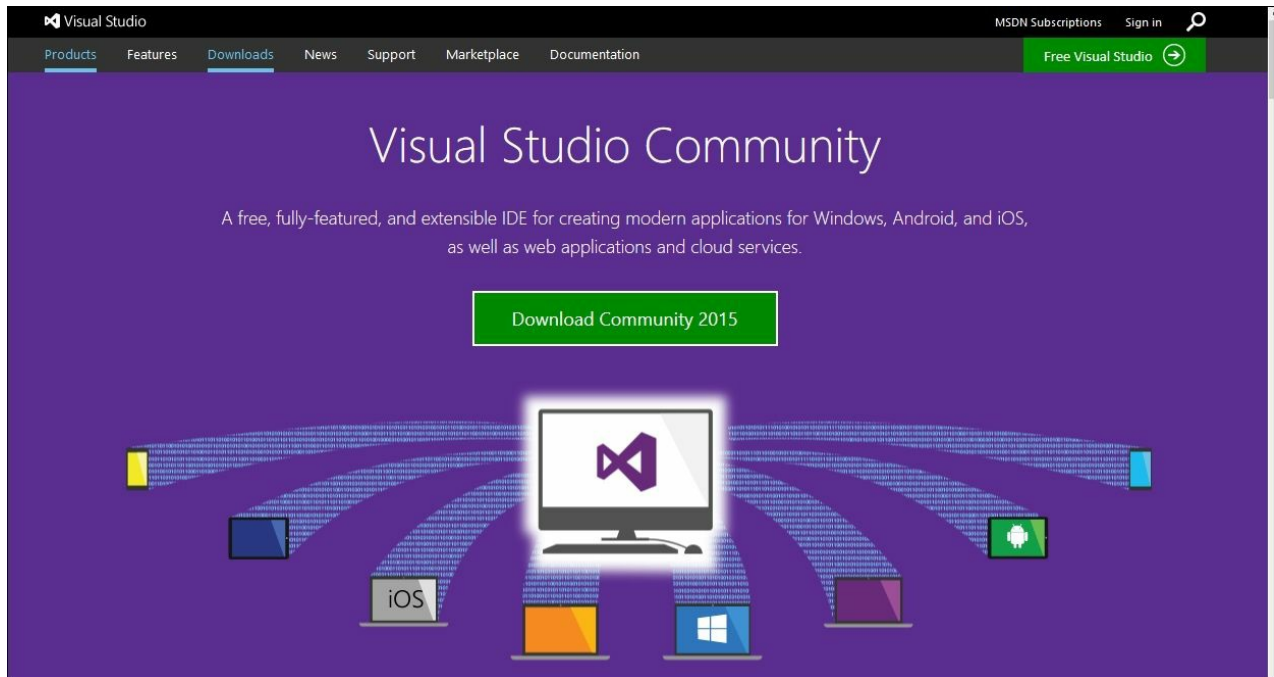 Visual Studio
MSDN Subscriptions Sign in
Products Features Downloads News Support Marketplace Documentation
Free Visual Studio
Visual Studio Community
A free, fully-featured, and extensible IDE for creating modern applications for Windows, Android, and iOS,
as well as web applications and cloud services.
Download Community 2015
iOS